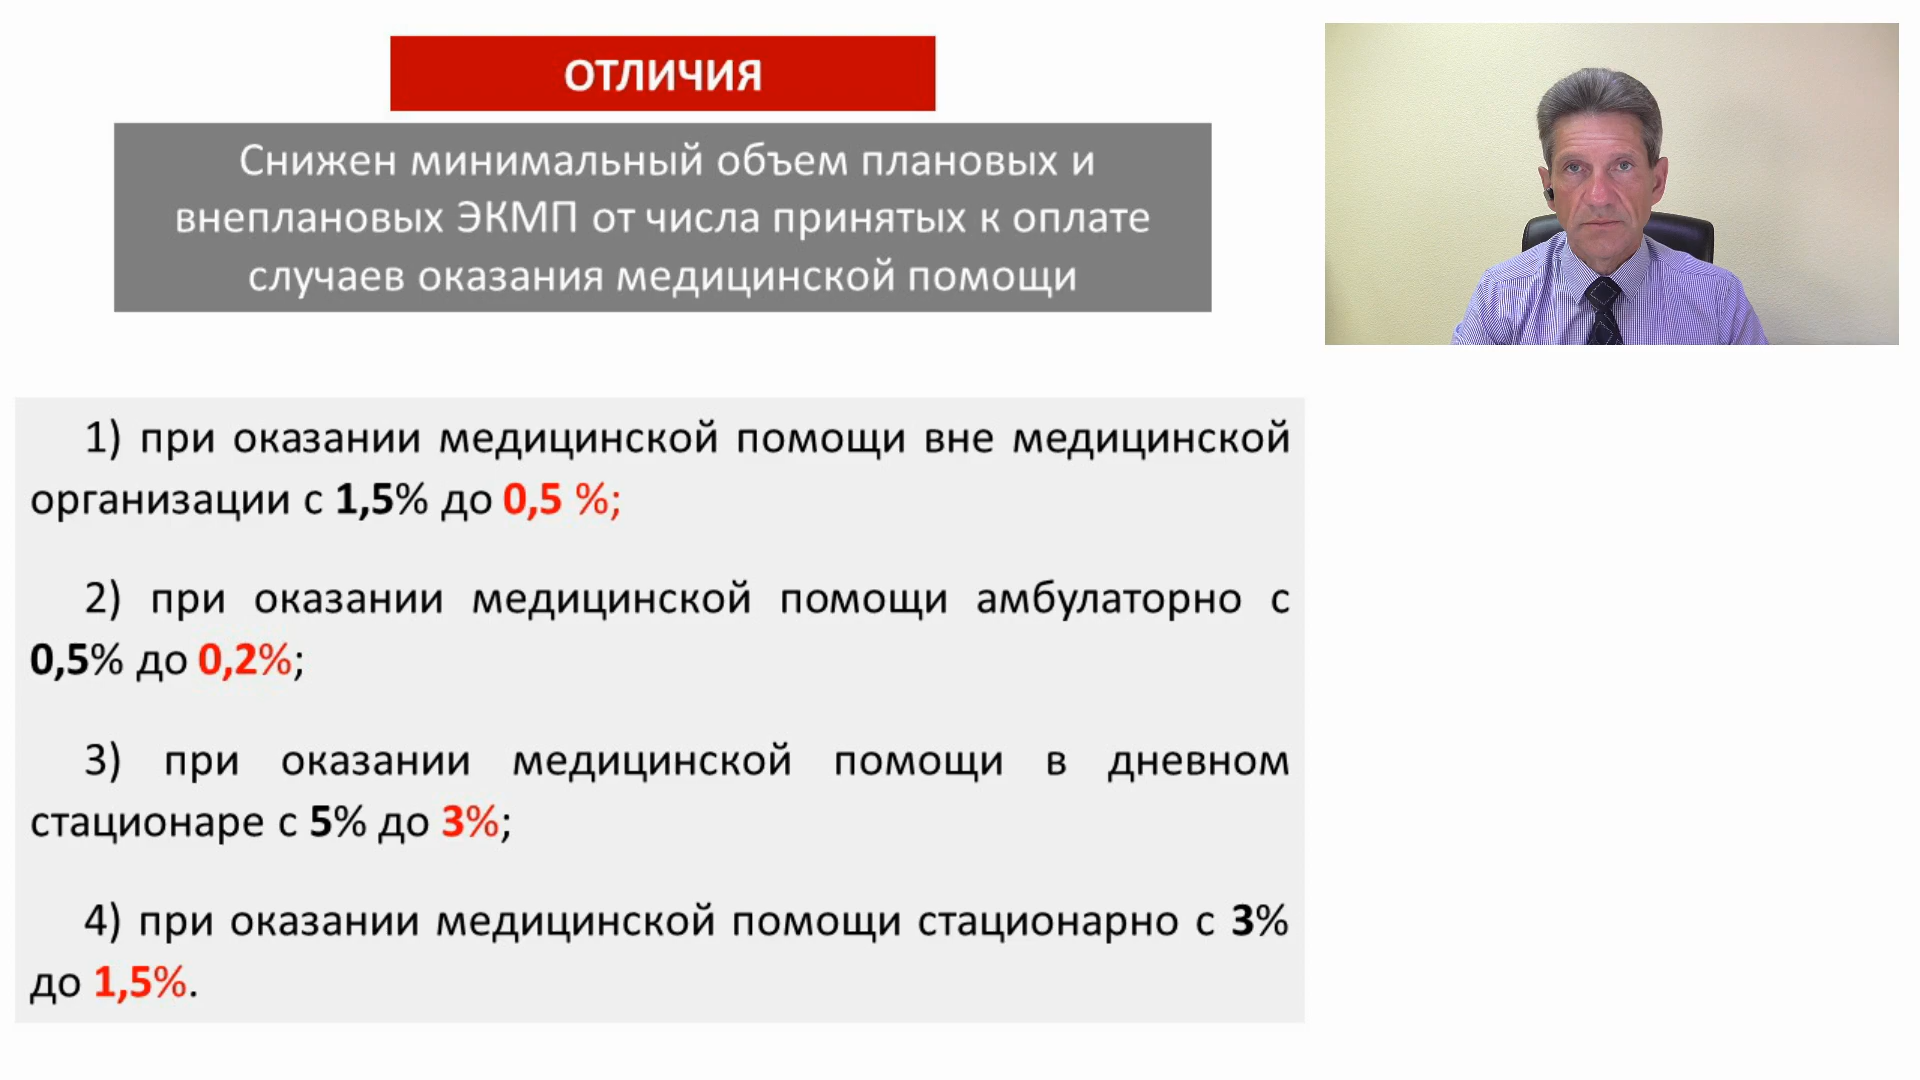 ОТЛИЧИЯ
Снижен минимальный объем плановых и
внеплановых ЭКМП от числа принятых к оплате
случаев оказания медицинской помощи
1) при оказании медицинской помощи вне медицинской
организации с 1,5% до 0,5 %;
2) при оказании медицинской помощи амбулаторно с
0,5% до 0,2%;
3) при оказании медицинской помощи в дневном
стационаре с 5% до 3%;
4) при оказании медицинской помощи стационарно с 3%
до 1,5%.